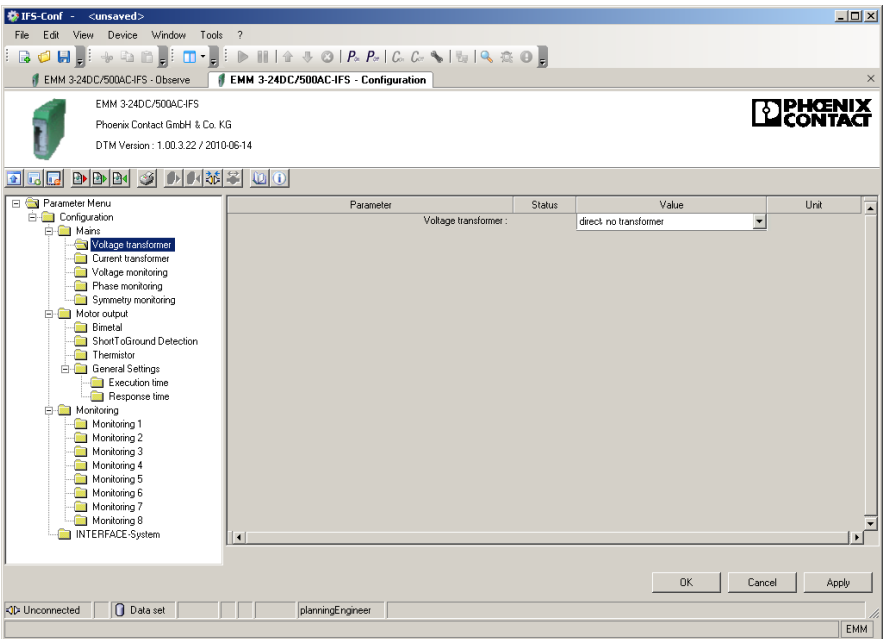 IFS-Conf - <unsaved>
File Edit View Device Window Tools ?
EMM 3-24DC/500AC-IFS - Observe
EMM 3-24DC/500AC-IFS - Configuration
EMM 3-24DC/500AC-IFS
Phoenix Contact GmbH & Co. KG
DTM Version : 1.00.3.22 / 2010-06-14
PHŒNIX
CONTACT
Parameter Menu
Configuration
Mains
Voltage transformer
Current transformer
Voltage monitoring
Phase monitoring
Symmetry monitoring
Motor output
Bimetal
ShortToGround Detection
Thermistor
General Settings
Execution time
Response time
Monitoring
Monitoring 1
Monitoring 2
Monitoring 3
Monitoring 4
Monitoring 5
Monitoring 6
Monitoring 7
Monitoring 8
INTERFACE-System
Parameter Status Value Unit
Voltage transformer : direct: no transformer
OK Cancel Apply
Unconnected Data set planningEngineer
EMM